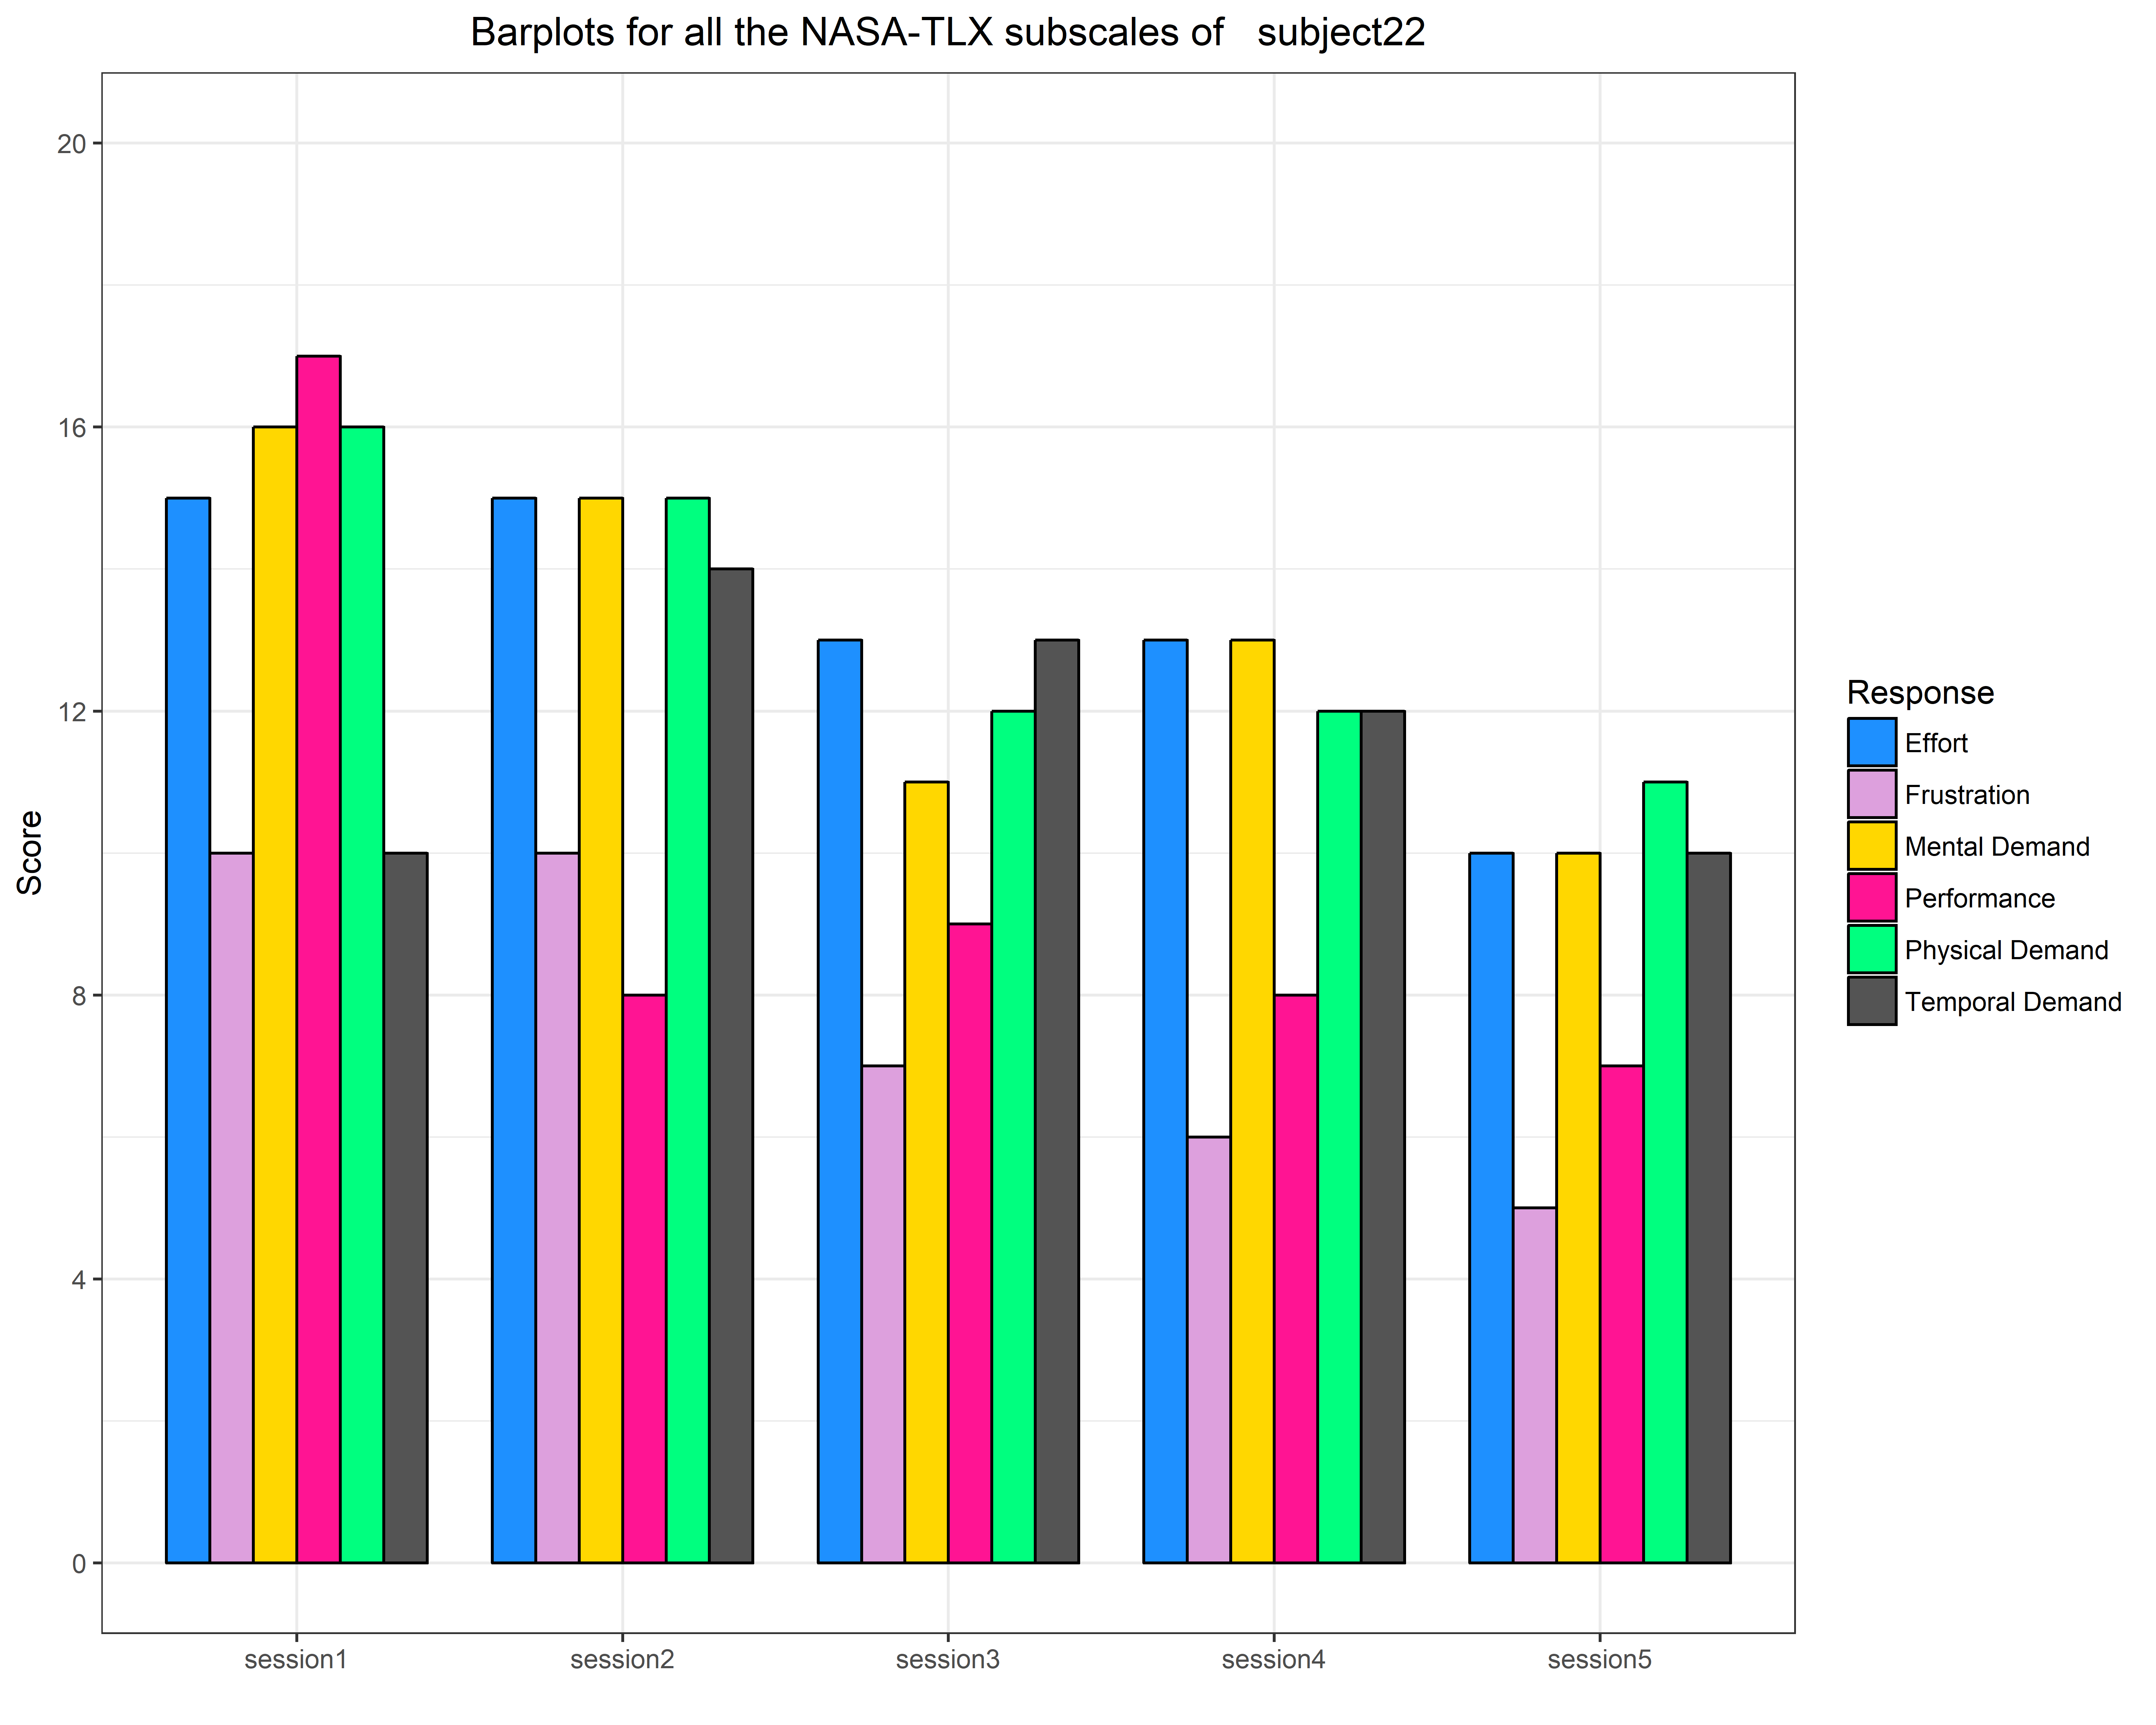 Barplots for all the NASA-TLX subscales of   subject22
20
16
12
8
4
0
Score
session1
session2
session3
session4
session5
Response
Effort
Frustration
Mental Demand
Performance
Physical Demand
Temporal Demand